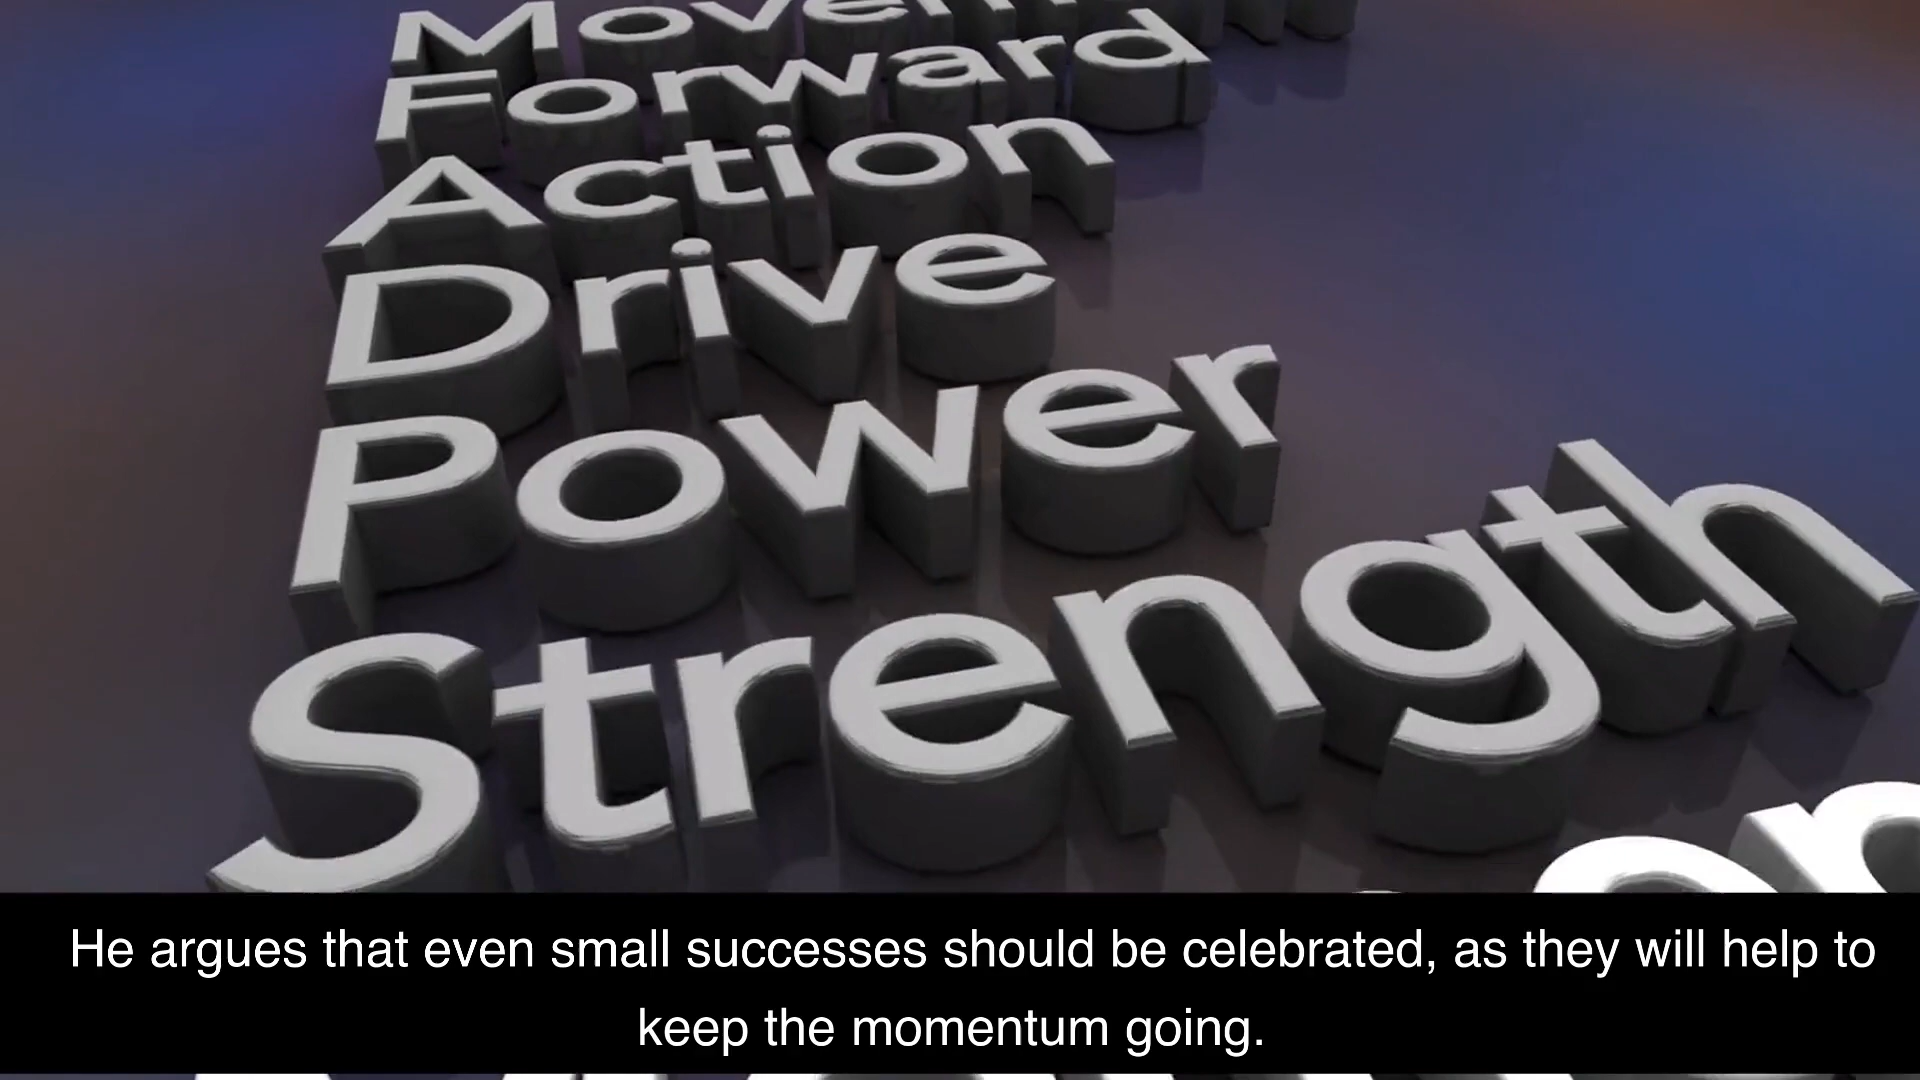 Forward
Action
Drive
Power
Strength
He argues that even small successes should be celebrated, as they will help to
keep the momentum going.